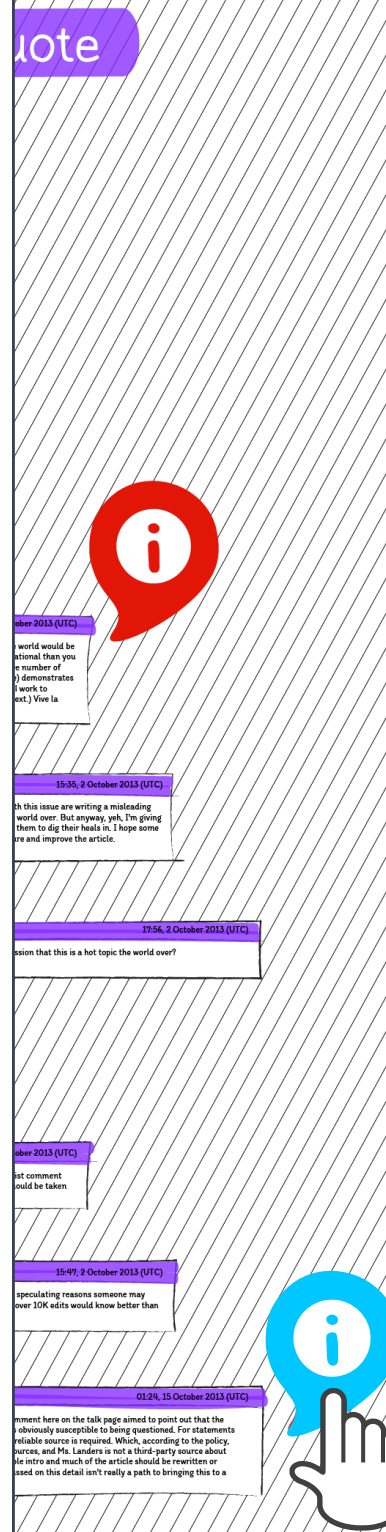 uote
i
ober 2013 (UTC)
world would be
ational than you
e number of
) demonstrates
l work to
ext.) Vive la
15:35, 2 October 2013 (UTC)
th this issue are writing a misleading
world over. But anyway, yeh, I'm giving
them to dig their heals in. I hope some
ure and improve the article.
17:56, 2 October 2013 (UTC)
ssion that this is a hot topic the world over?
ober 2013 (UTC)
ist comment
ould be taken
15:47, 2 October 2013 (UTC)
speculating reasons someone may
over 10K edits would know better than
i
01:24, 15 October 2013 (UTC)
mment here on the talk page aimed to point out that the
obviously susceptible to being questioned. For statements
reliable source is required. Which, according to the policy,
ources, and Ms. Landers is not a third-party source about
ole intro and much of the article should be rewritten or
ussed on this detail isn't really a path to bringing this to a